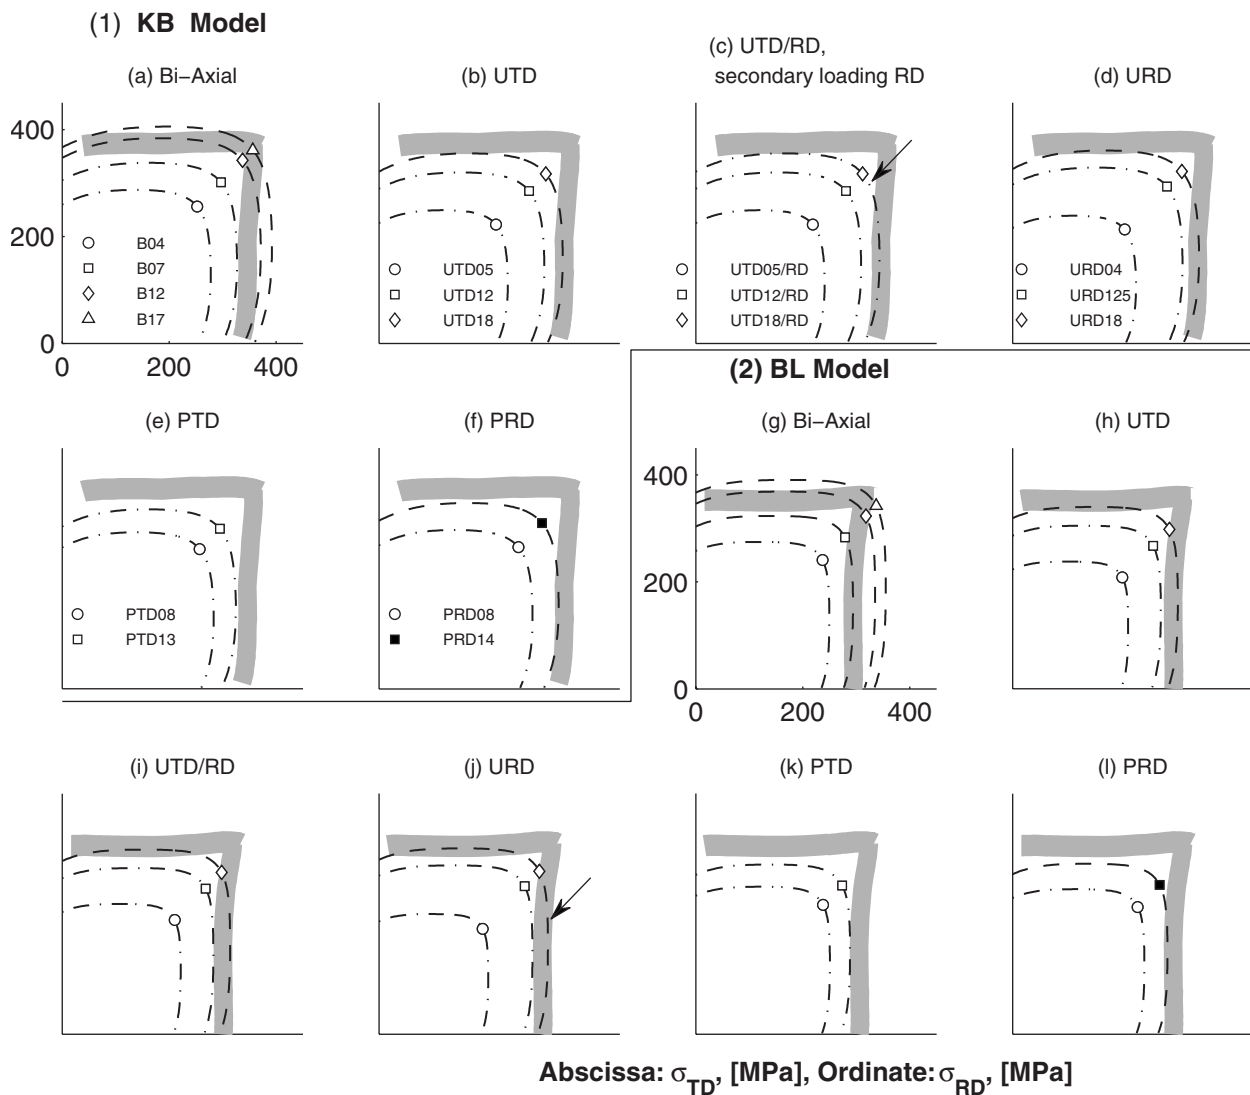 (1) KB Model
(a) Bi−Axial
(b) UTD
(c) UTD/RD,
secondary loading RD
(d) URD
400
200
0
0 200 400
B04
B07
B12
B17
UTD05
UTD12
UTD18
UTD05/RD
UTD12/RD
UTD18/RD
URD04
URD125
URD18
(2) BL Model
(e) PTD
(f) PRD
(g) Bi−Axial
(h) UTD
PTD08
PTD13
PRD08
PRD14
400
200
0
0 200 400
(i) UTD/RD
(j) URD
(k) PTD
(l) PRD
Abscissa: σTD, [MPa], Ordinate: σRD, [MPa]